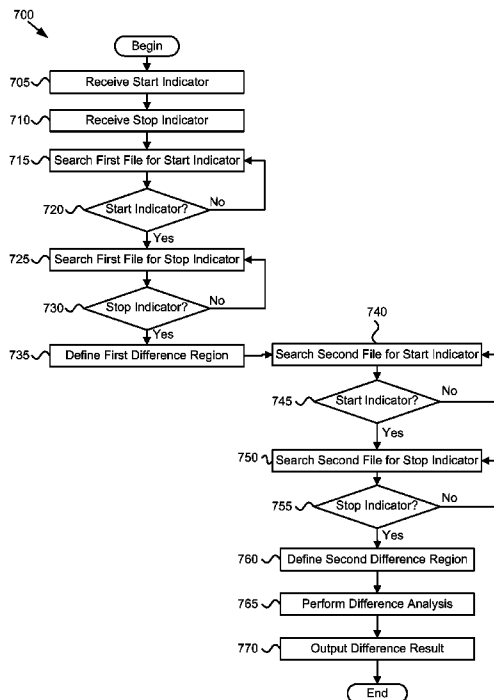 700
Begin
705 Receive Start Indicator
710 Receive Stop Indicator
715 Search First File for Start Indicator
720 Start Indicator? No
Yes
725 Search First File for Stop Indicator
730 Stop Indicator? No
Yes
735 Define First Difference Region
740
Search Second File for Start Indicator
745 Start Indicator? No
Yes
750 Search Second File for Stop Indicator
755 Stop Indicator? No
Yes
760 Define Second Difference Region
765 Perform Difference Analysis
770 Output Difference Result
End